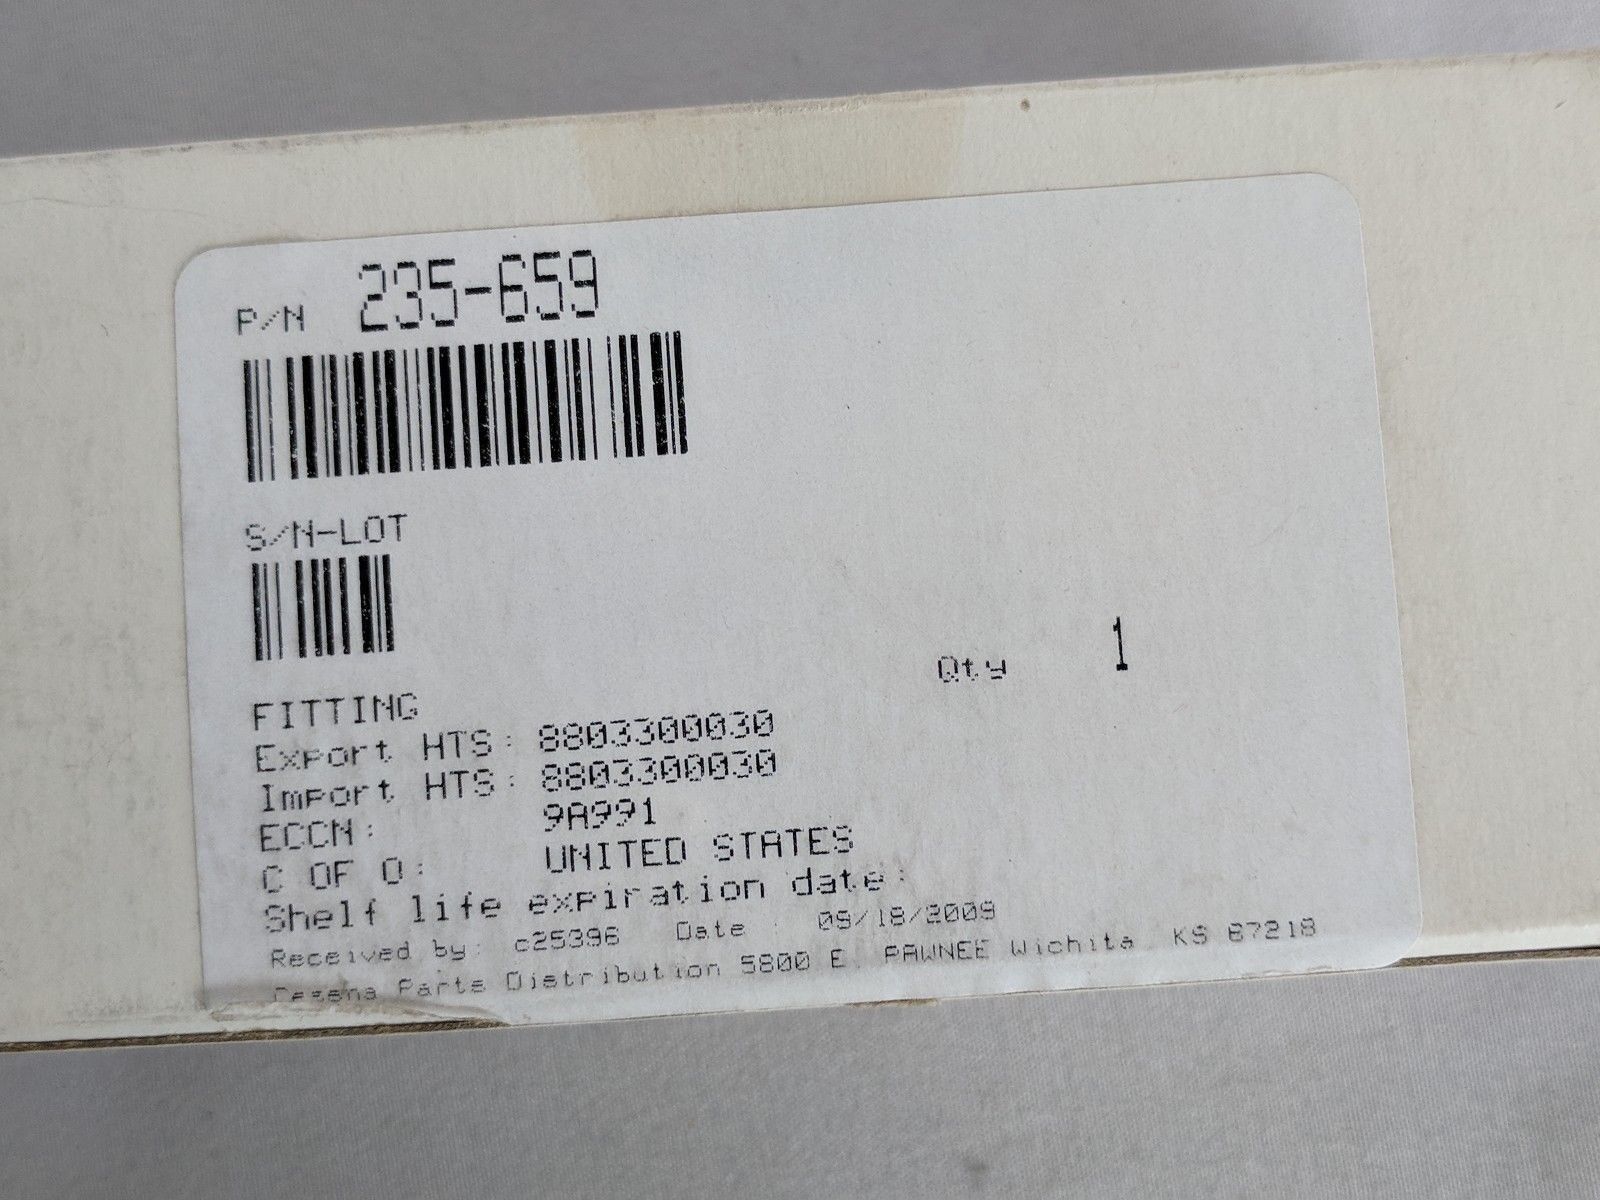 P/N 235-659
S/N-LOT
Qty 1
FITTING
Export HTS: 8803300030
Import HTS: 8803300030
ECCN: 9A991
C OF O: UNITED STATES
Shelf life expiration date:
Received by: c25396 Date : 09/18/2009
Cessna Parts Distribution 5800 E. PAWNEE Wichita KS 67218